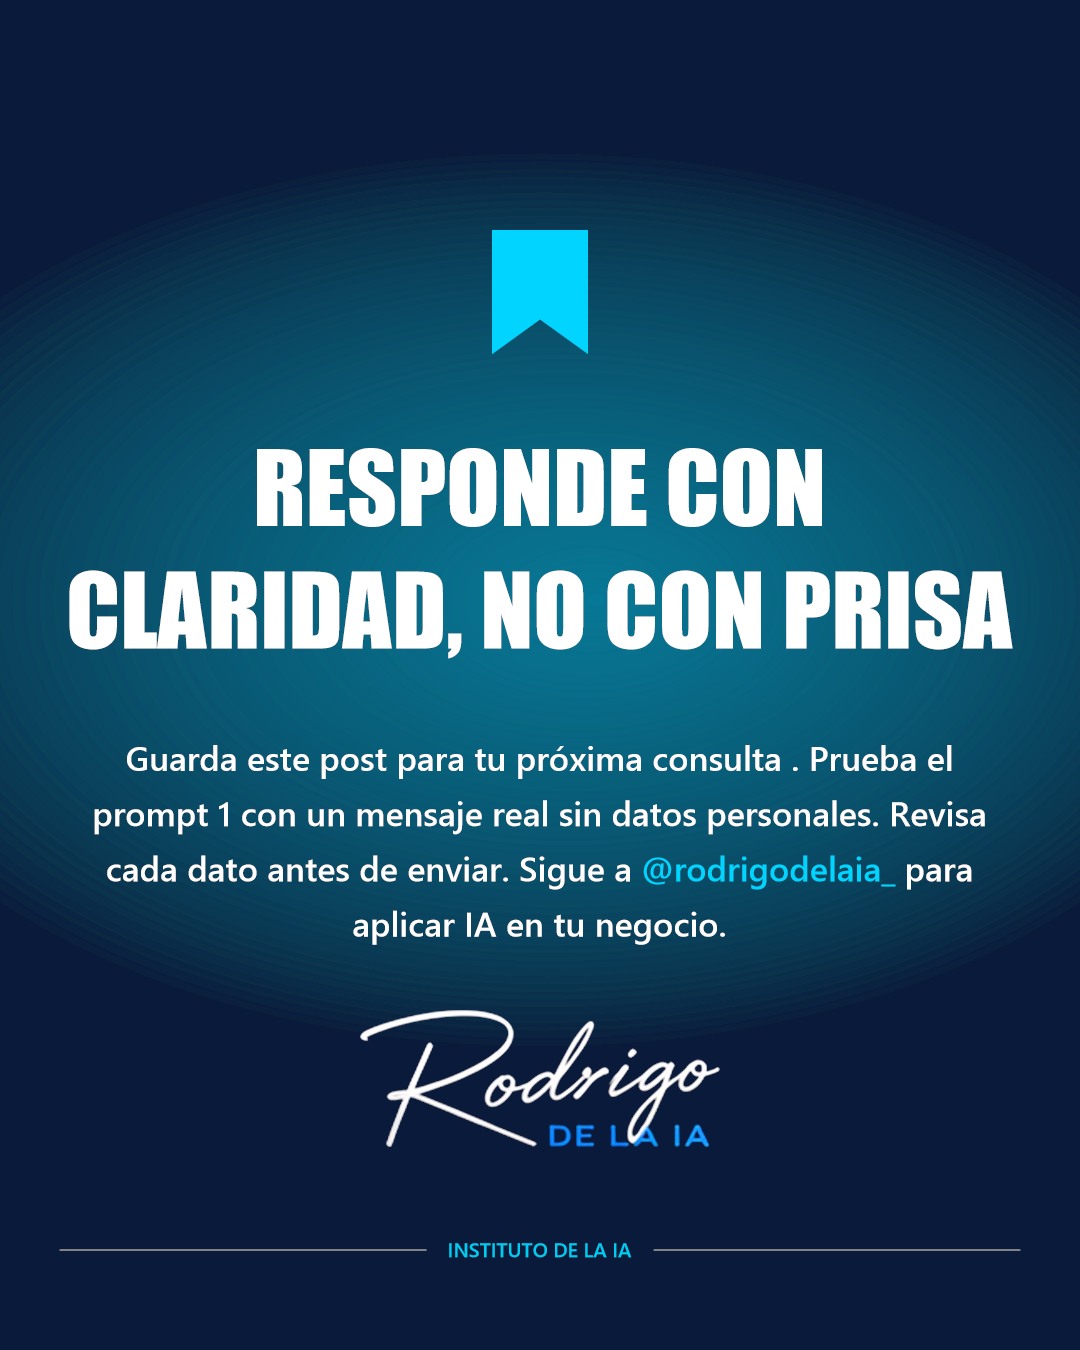 RESPONDE CON
CLARIDAD, NO CON PRISA
Guarda este post para tu próxima consulta . Prueba el
prompt 1 con un mensaje real sin datos personales. Revisa
cada dato antes de enviar. Sigue a @rodrigodelaia_ para
aplicar IA en tu negocio.
Rodrigo
DE LA IA
INSTITUTO DE LA IA